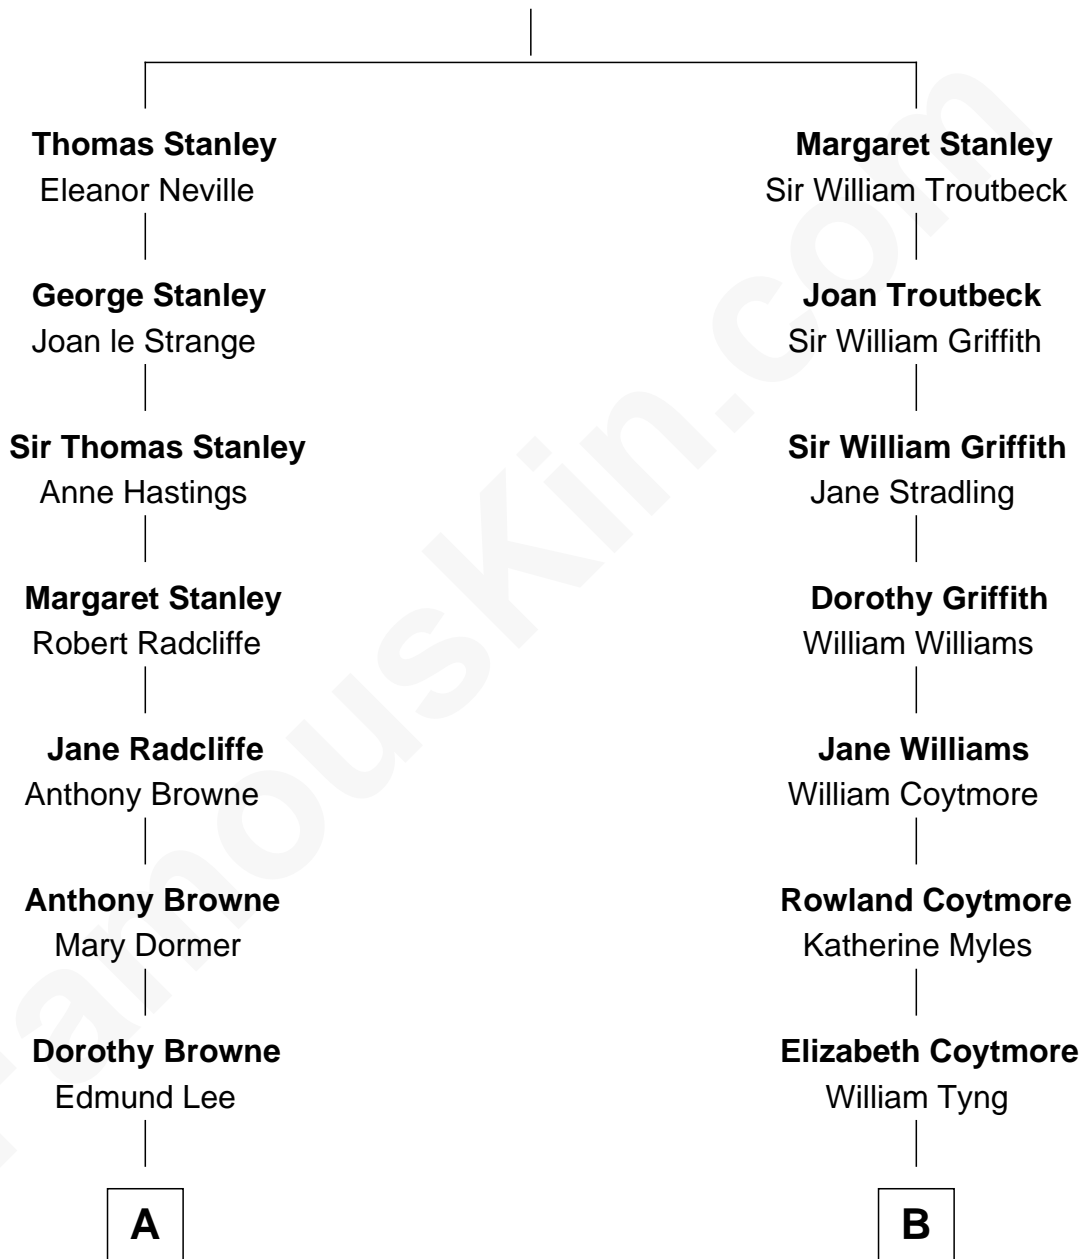 Thomas Stanley
Eleanor Neville
George Stanley
Joan le Strange
Sir Thomas Stanley
Anne Hastings
Margaret Stanley
Robert Radcliffe
Jane Radcliffe
Anthony Browne
Anthony Browne
Mary Dormer
Dorothy Browne
Edmund Lee
A
Margaret Stanley
Sir William Troutbeck
Joan Troutbeck
Sir William Griffith
Sir William Griffith
Jane Stradling
Dorothy Griffith
William Williams
Jane Williams
William Coytmore
Rowland Coytmore
Katherine Myles
Elizabeth Coytmore
William Tyng
B
FamousKin.com